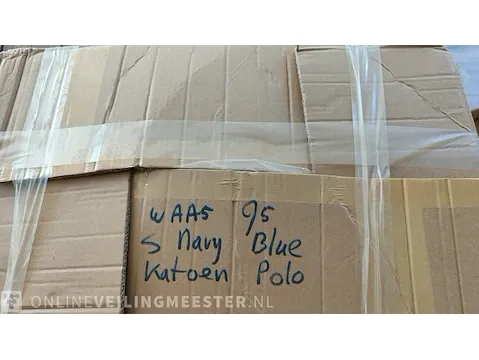 WAAS 95
S Navy Blue
Katoen Polo
ONLINEVEILINGMEESTER.NL